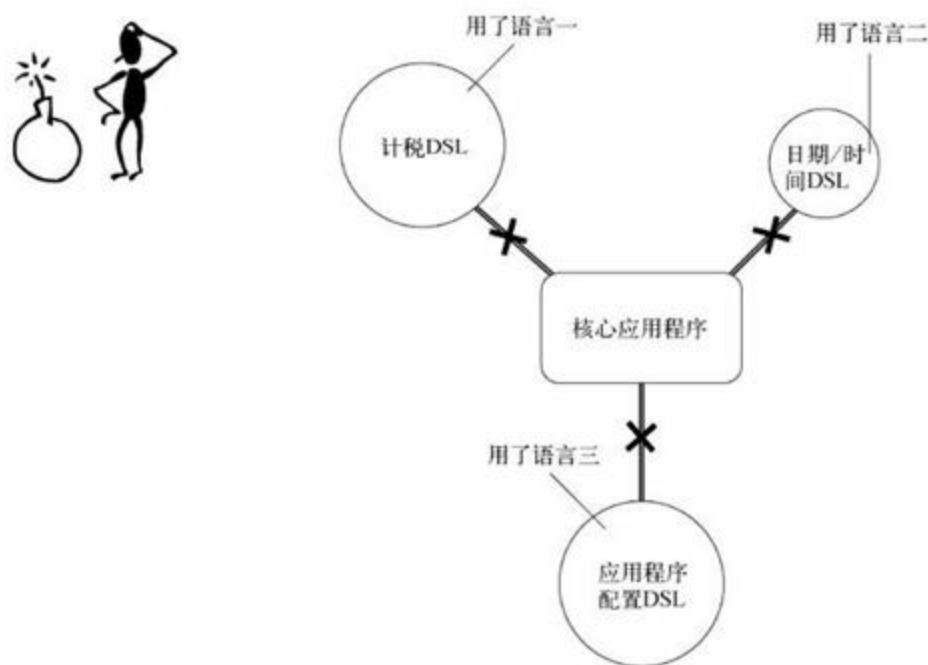 用了语言一
用了语言二
计税DSL
日期/时
间DSL
核心应用程序
用了语言三
应用程序
配置DSL